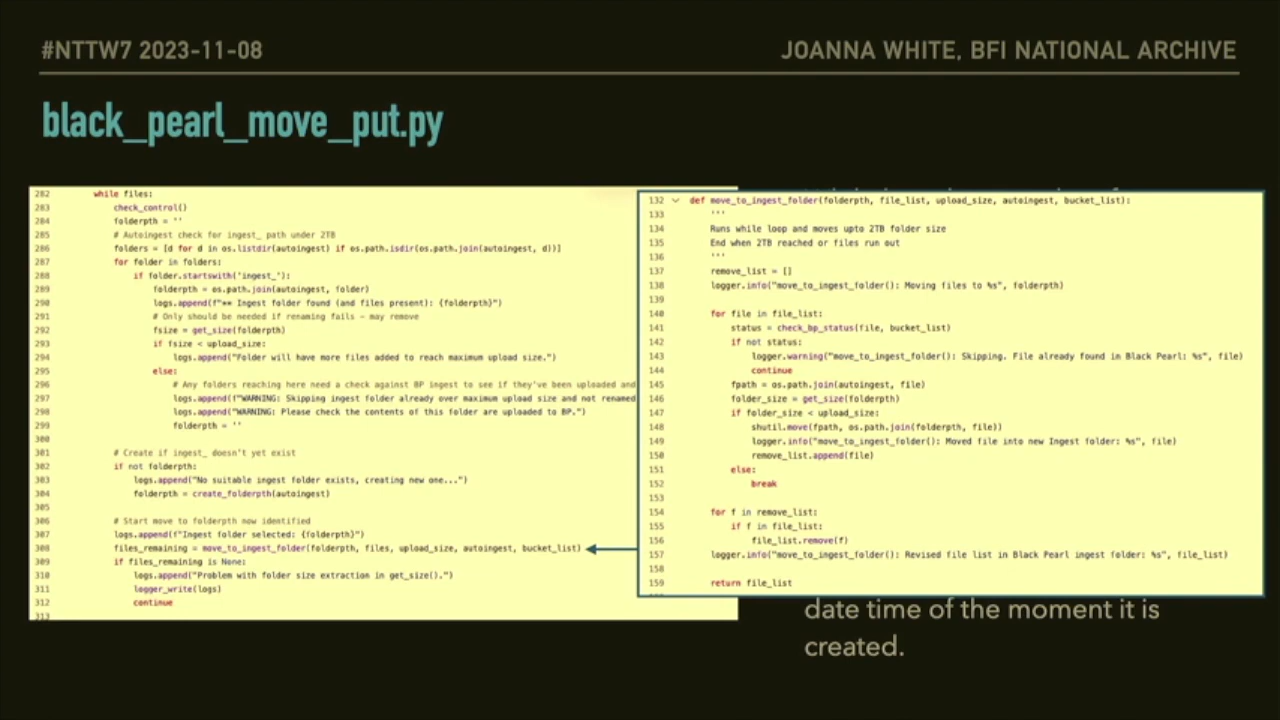 #NTTW7 2023-11-08
JOANNA WHITE, BFI NATIONAL ARCHIVE
black_pearl_move_put.py
282 while files:
283 check_control()
284 folderpth = ''
285 # Autoingest check for ingest_ path under 2TB
286 folders = [d for d in os.listdir(autoingest) if os.path.isdir(os.path.join(autoingest, d))]
287 for folder in folders:
288 if folder.startswith('ingest_'):
289 folderpth = os.path.join(autoingest, folder)
290 logs.append(f"** Ingest folder found (and files present): {folderpth}")
291 # Only should be needed if renaming fails - may remove
292 fsize = get_size(folderpth)
293 if fsize < upload_size:
294 logs.append("Folder will have more files added to reach maximum upload size.")
295 else:
296 # Any folders reaching here need a check against BP ingest to see if they've been uploaded and
297 logs.append(f"WARNING: Skipping ingest folder already over maximum upload size and not renamed
298 logs.append("WARNING: Please check the contents of this folder are uploaded to BP.")
299 folderpth = ''
300
301 # Create if ingest_ doesn't yet exist
302 if not folderpth:
303 logs.append("No suitable ingest folder exists, creating new one...")
304 folderpth = create_folderpth(autoingest)
305
306 # Start move to folderpth now identified
307 logs.append(f"Ingest folder selected: {folderpth}")
308 files_remaining = move_to_ingest_folder(folderpth, files, upload_size, autoingest, bucket_list)
309 if files_remaining is None:
310 logs.append("Problem with folder size extraction in get_size().")
311 logger_write(logs)
312 continue
313
132 def move_to_ingest_folder(folderpth, file_list, upload_size, autoingest, bucket_list):
133 '''
134 Runs while loop and moves upto 2TB folder size
135 End when 2TB reached or files run out
136 '''
137 remove_list = []
138 logger.info("move_to_ingest_folder(): Moving files to %s", folderpth)
139
140 for file in file_list:
141 status = check_bp_status(file, bucket_list)
142 if not status:
143 logger.warning("move_to_ingest_folder(): Skipping. File already found in Black Pearl: %s", file)
144 continue
145 fpath = os.path.join(autoingest, file)
146 folder_size = get_size(folderpth)
147 if folder_size < upload_size:
148 shutil.move(fpath, os.path.join(folderpth, file))
149 logger.info("move_to_ingest_folder(): Moved file into new Ingest folder: %s", file)
150 remove_list.append(file)
151 else:
152 break
153
154 for f in remove_list:
155 if f in file_list:
156 file_list.remove(f)
157 logger.info("move_to_ingest_folder(): Revised file list in Black Pearl ingest folder: %s", file_list)
158
159 return file_list
date time of the moment it is
created.